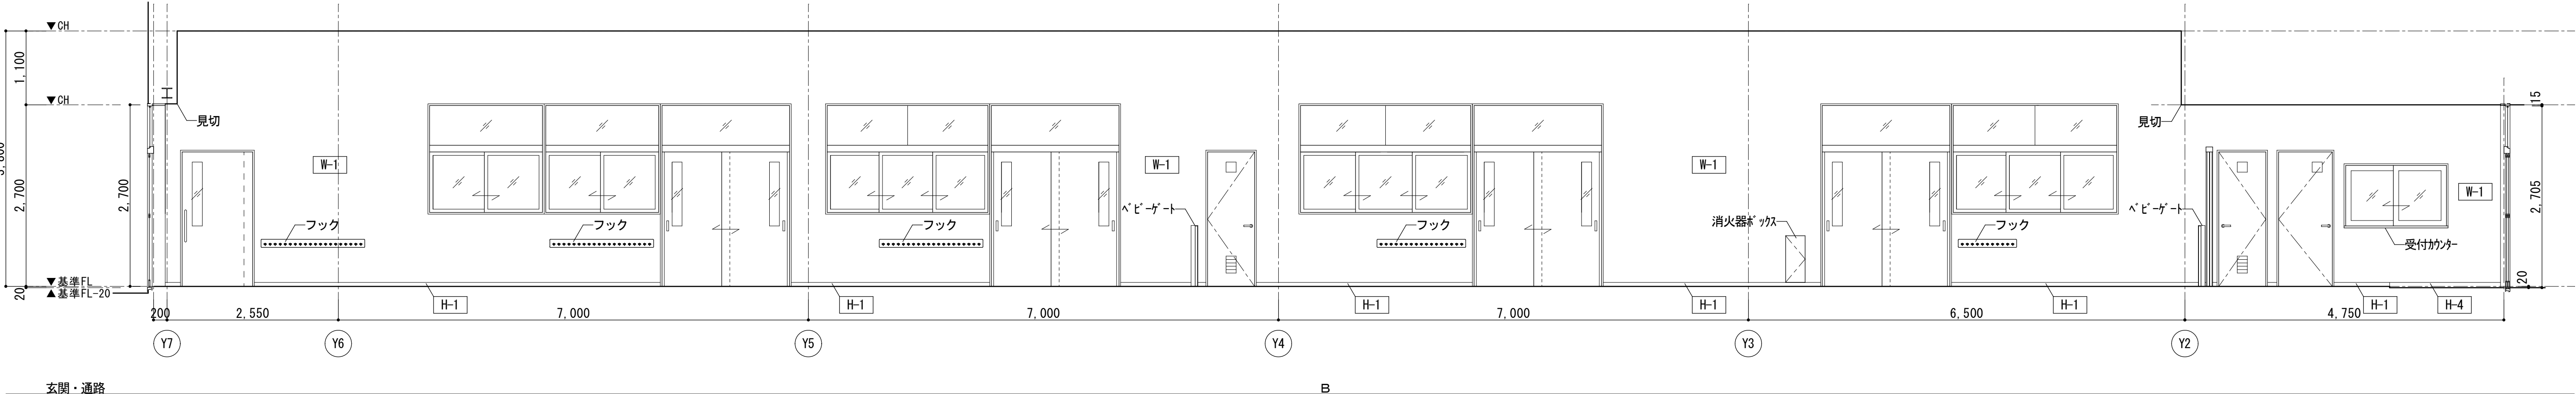 ▼CH
1,100
▼CH
見切
見切
15
W-1
W-1
W-1
W-1
2,700
2,700
2,705
フック
フック
フック
フック
フック
ﾍﾞﾋﾞｰｹﾞｰﾄ
消火器ﾎﾞｯｸｽ
ﾍﾞﾋﾞｰｹﾞｰﾄ
受付ｶｳﾝﾀｰ
▼基準FL
▲基準FL-20
20
20
H-1
H-1
H-1
H-1
H-1
H-1
H-4
200
2,550
7,000
7,000
7,000
6,500
4,750
Y7
Y6
Y5
Y4
Y3
Y2
玄関・通路
B